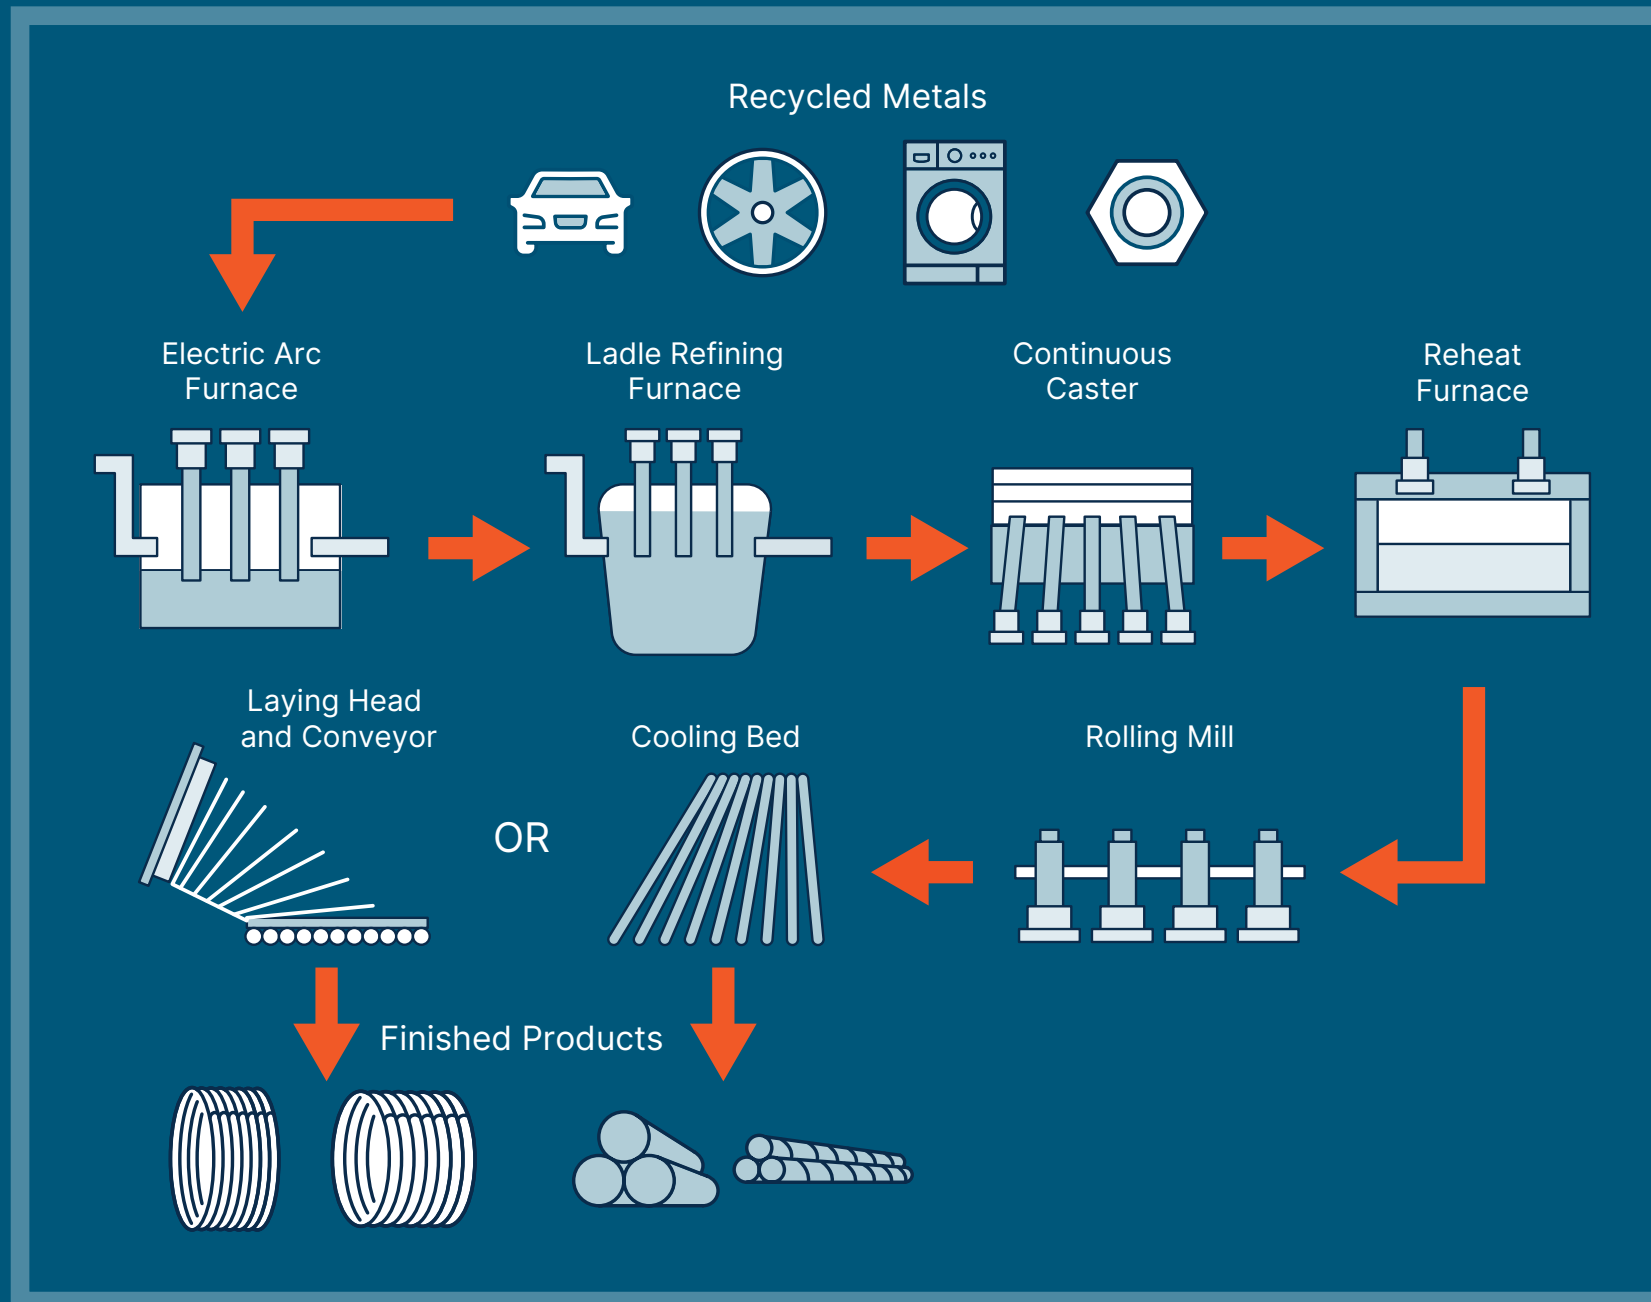 Recycled Metals
Electric Arc
Furnace
Ladle Refining
Furnace
Continuous
Caster
Reheat
Furnace
Laying Head
and Conveyor
OR
Cooling Bed
Rolling Mill
Finished Products